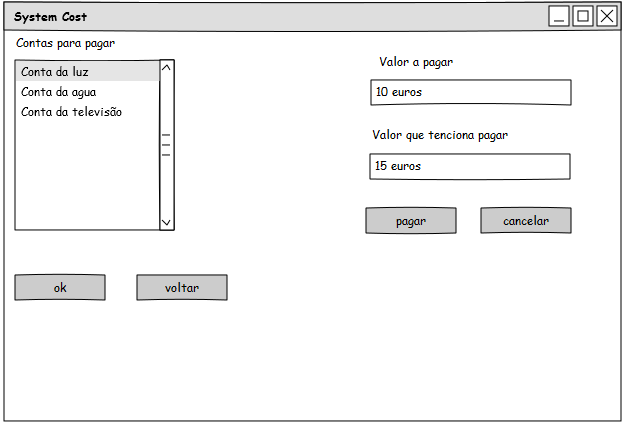 System Cost
Contas para pagar
Conta da luz
Conta da agua
Conta da televisão
Valor a pagar
10 euros
Valor que tenciona pagar
15 euros
pagar
cancelar
ok
voltar